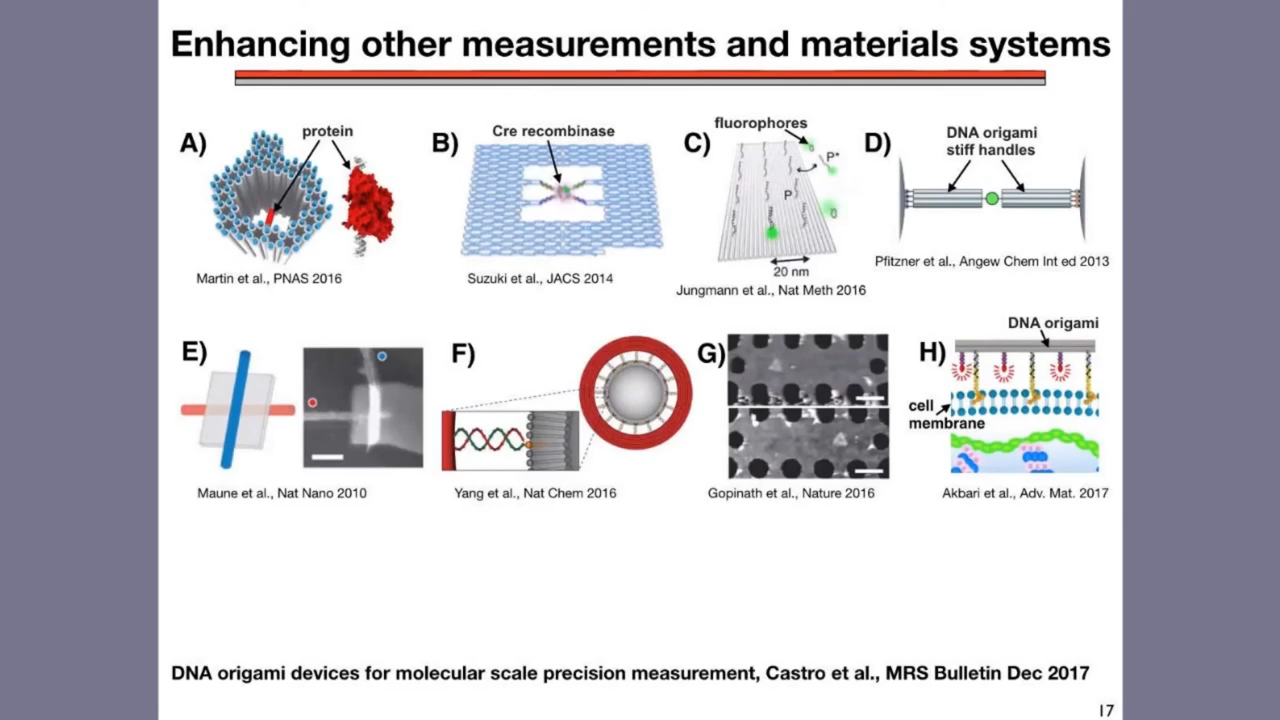 Enhancing other measurements and materials systems
A)
protein
Martin et al., PNAS 2016
B)
Cre recombinase
Suzuki et al., JACS 2014
C)
fluorophores
P*
P
20 nm
Jungmann et al., Nat Meth 2016
D)
DNA origami
stiff handles
Pfitzner et al., Angew Chem Int ed 2013
E)
Maune et al., Nat Nano 2010
F)
Yang et al., Nat Chem 2016
G)
Gopinath et al., Nature 2016
H)
DNA origami
cell
membrane
Akbari et al., Adv. Mat. 2017
DNA origami devices for molecular scale precision measurement, Castro et al., MRS Bulletin Dec 2017
17